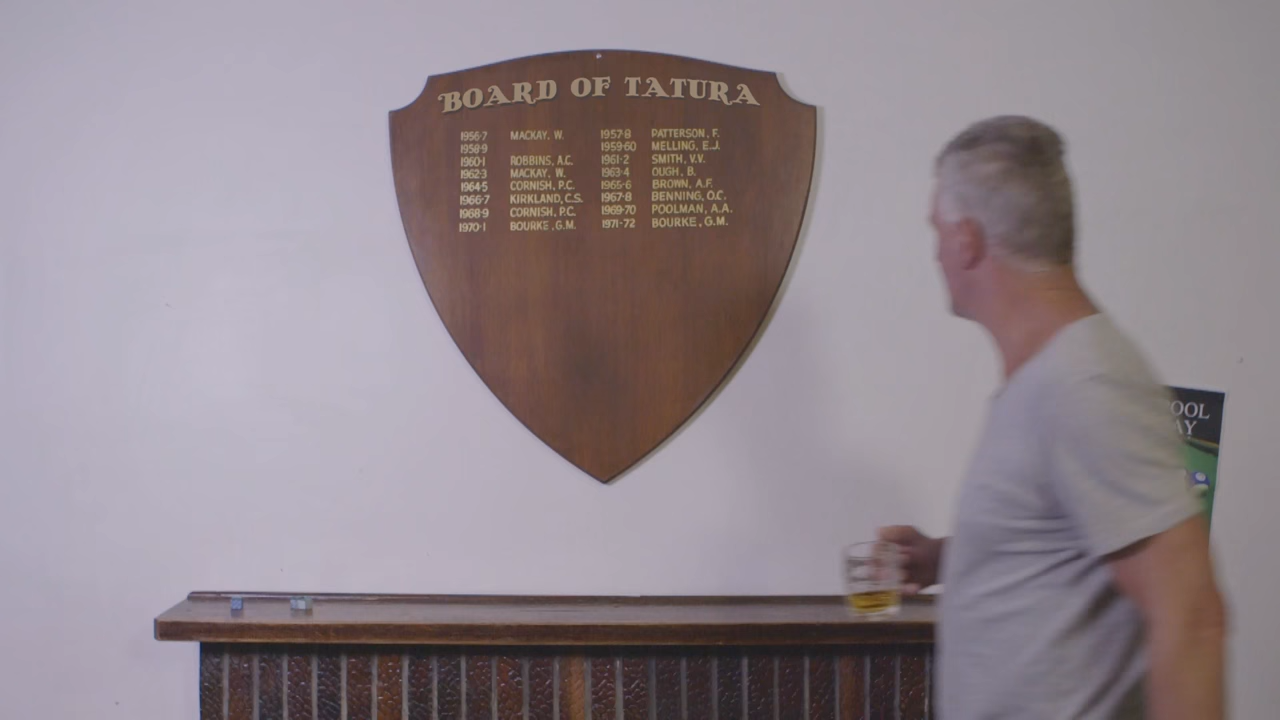 BOARD OF TATURA
1956-7 MACKAY. W. 1957-8 PATTERSON, F.
1958-9 1959-60 MELLING, E.J.
1960-1 ROBBINS, A.C. 1961-2 SMITH, V.V.
1962-3 MACKAY, W. 1963-4 OUGH, B.
1964-5 CORNISH, P.C. 1965-6 BROWN, A.F.
1966-7 KIRKLAND, C.S. 1967-8 BENNING, O.C.
1968-9 CORNISH, P.C. 1969-70 POOLMAN, A.A.
1970-1 BOURKE, G.M. 1971-72 BOURKE, G.M.
OOL
AY